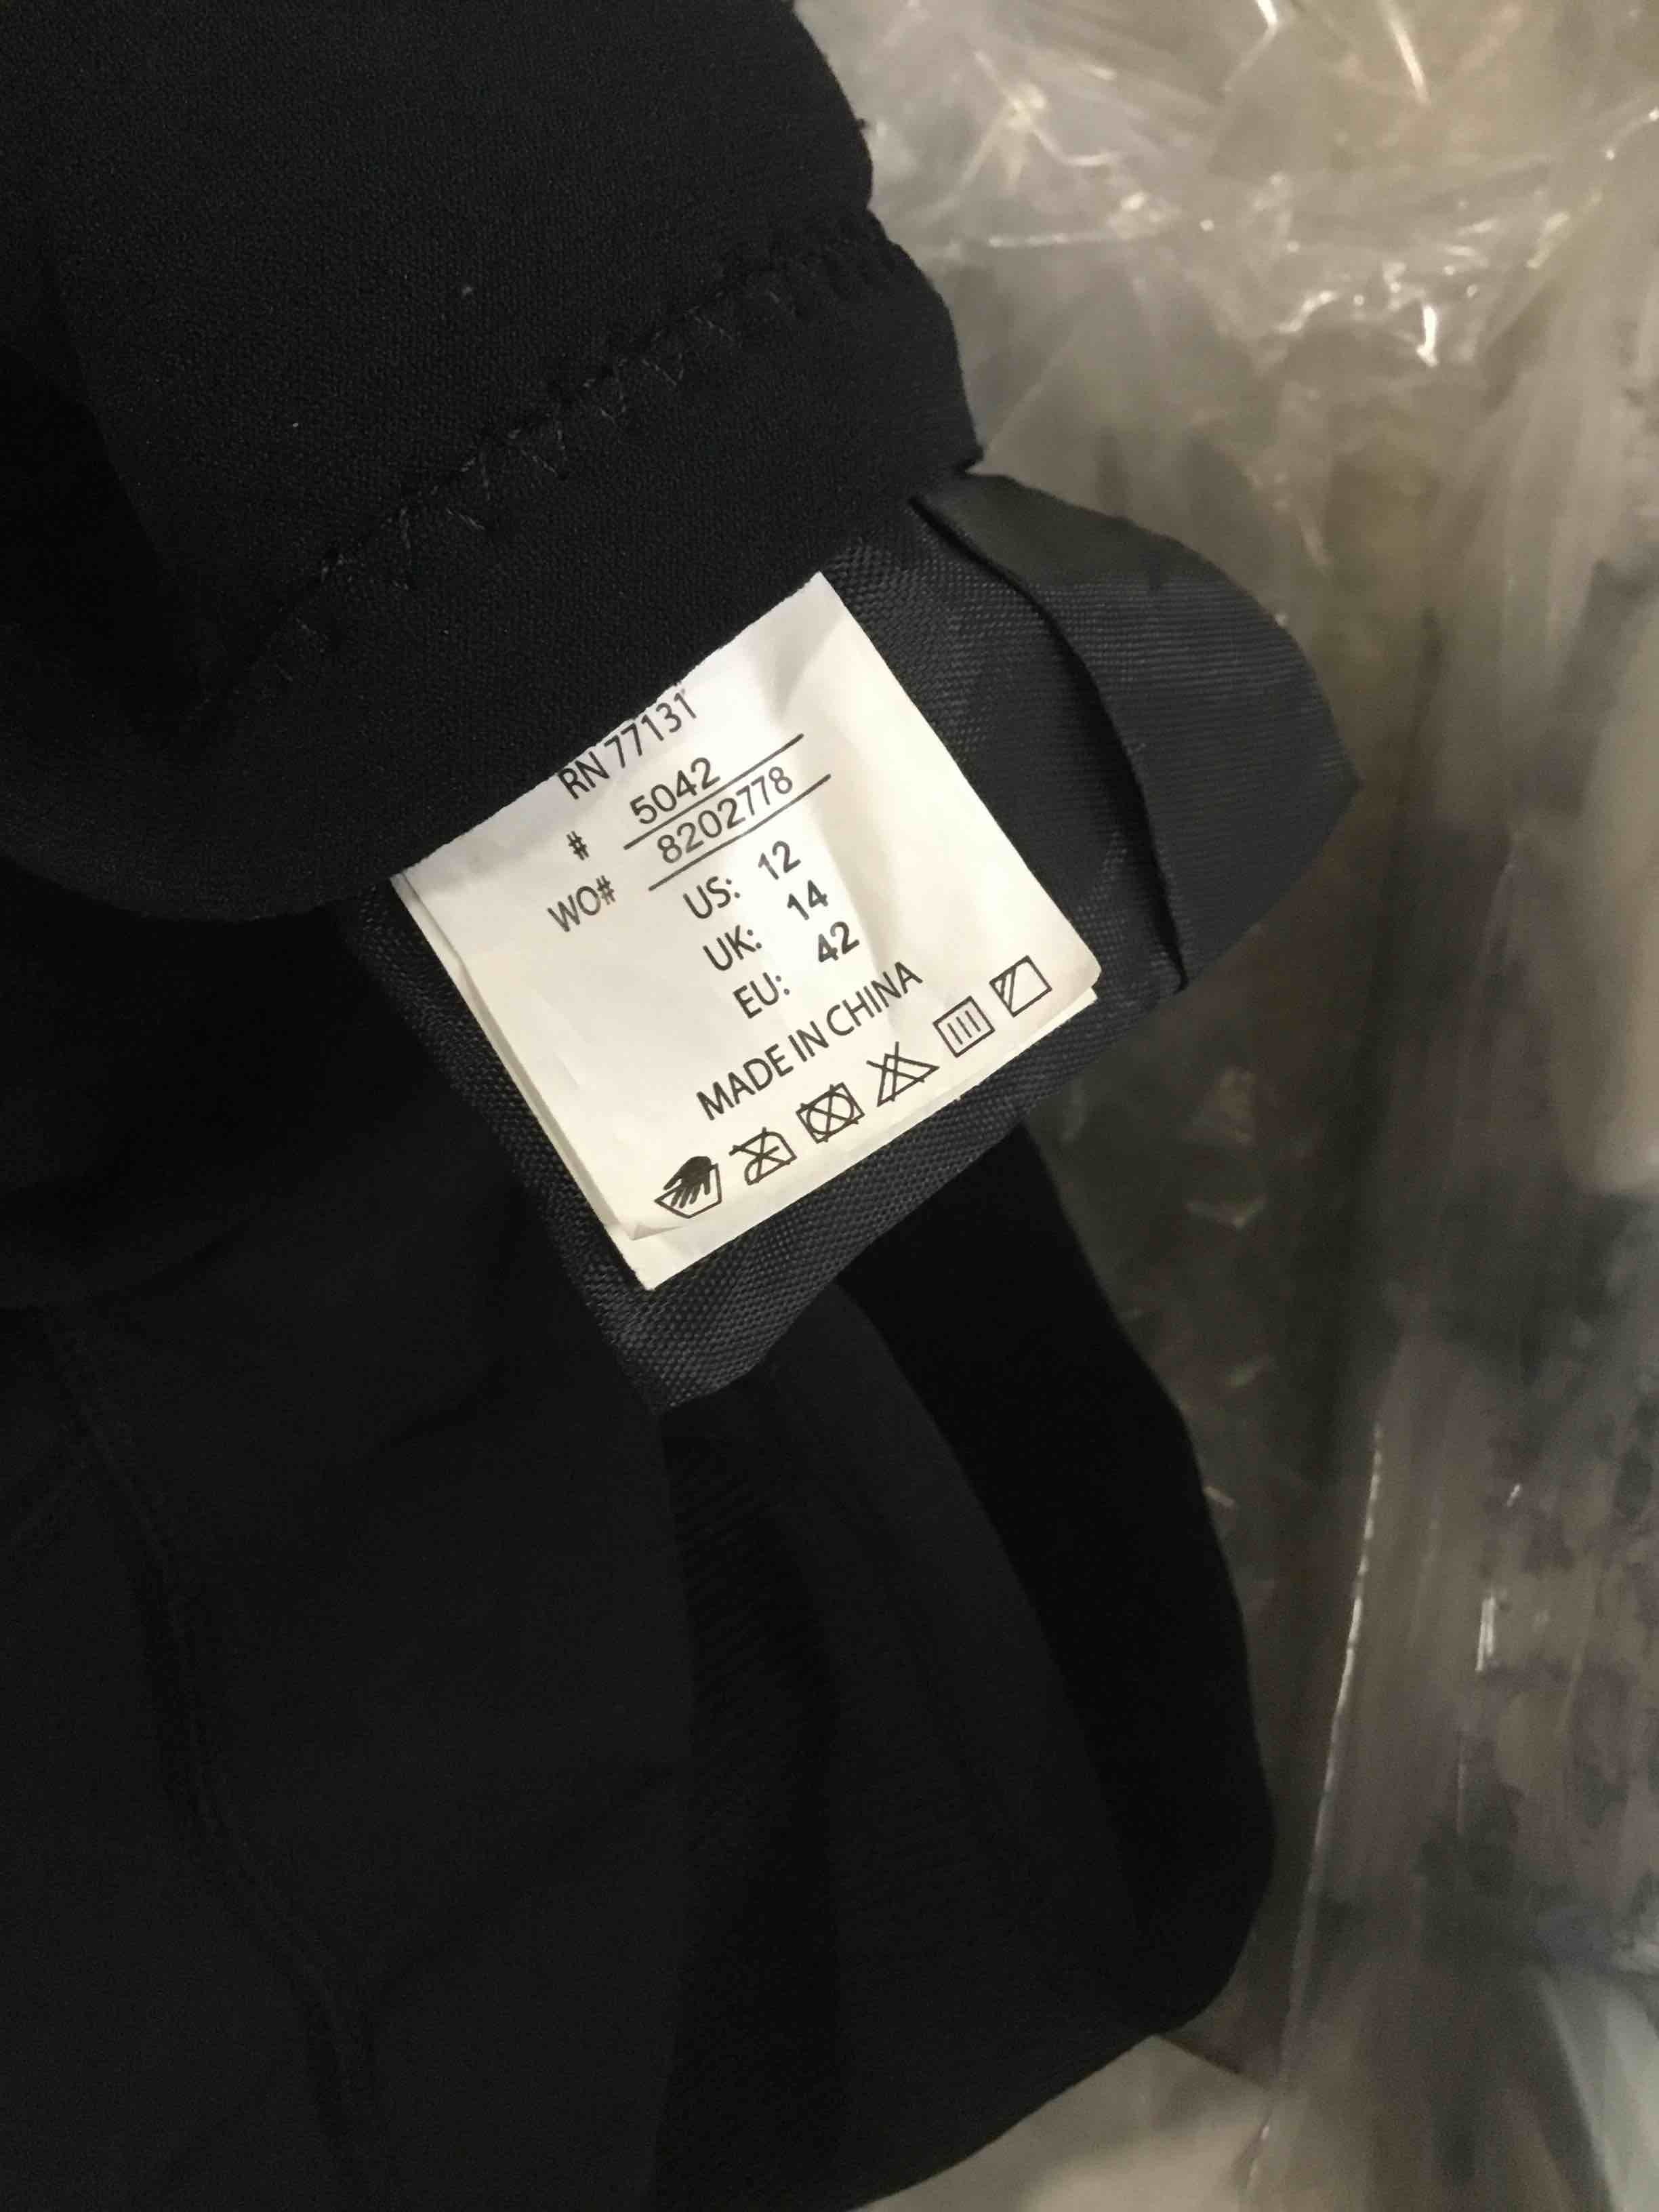 RN 77131
# 5042
WO# 8202778
US: 12
UK: 14
EU: 42
MADE IN CHINA